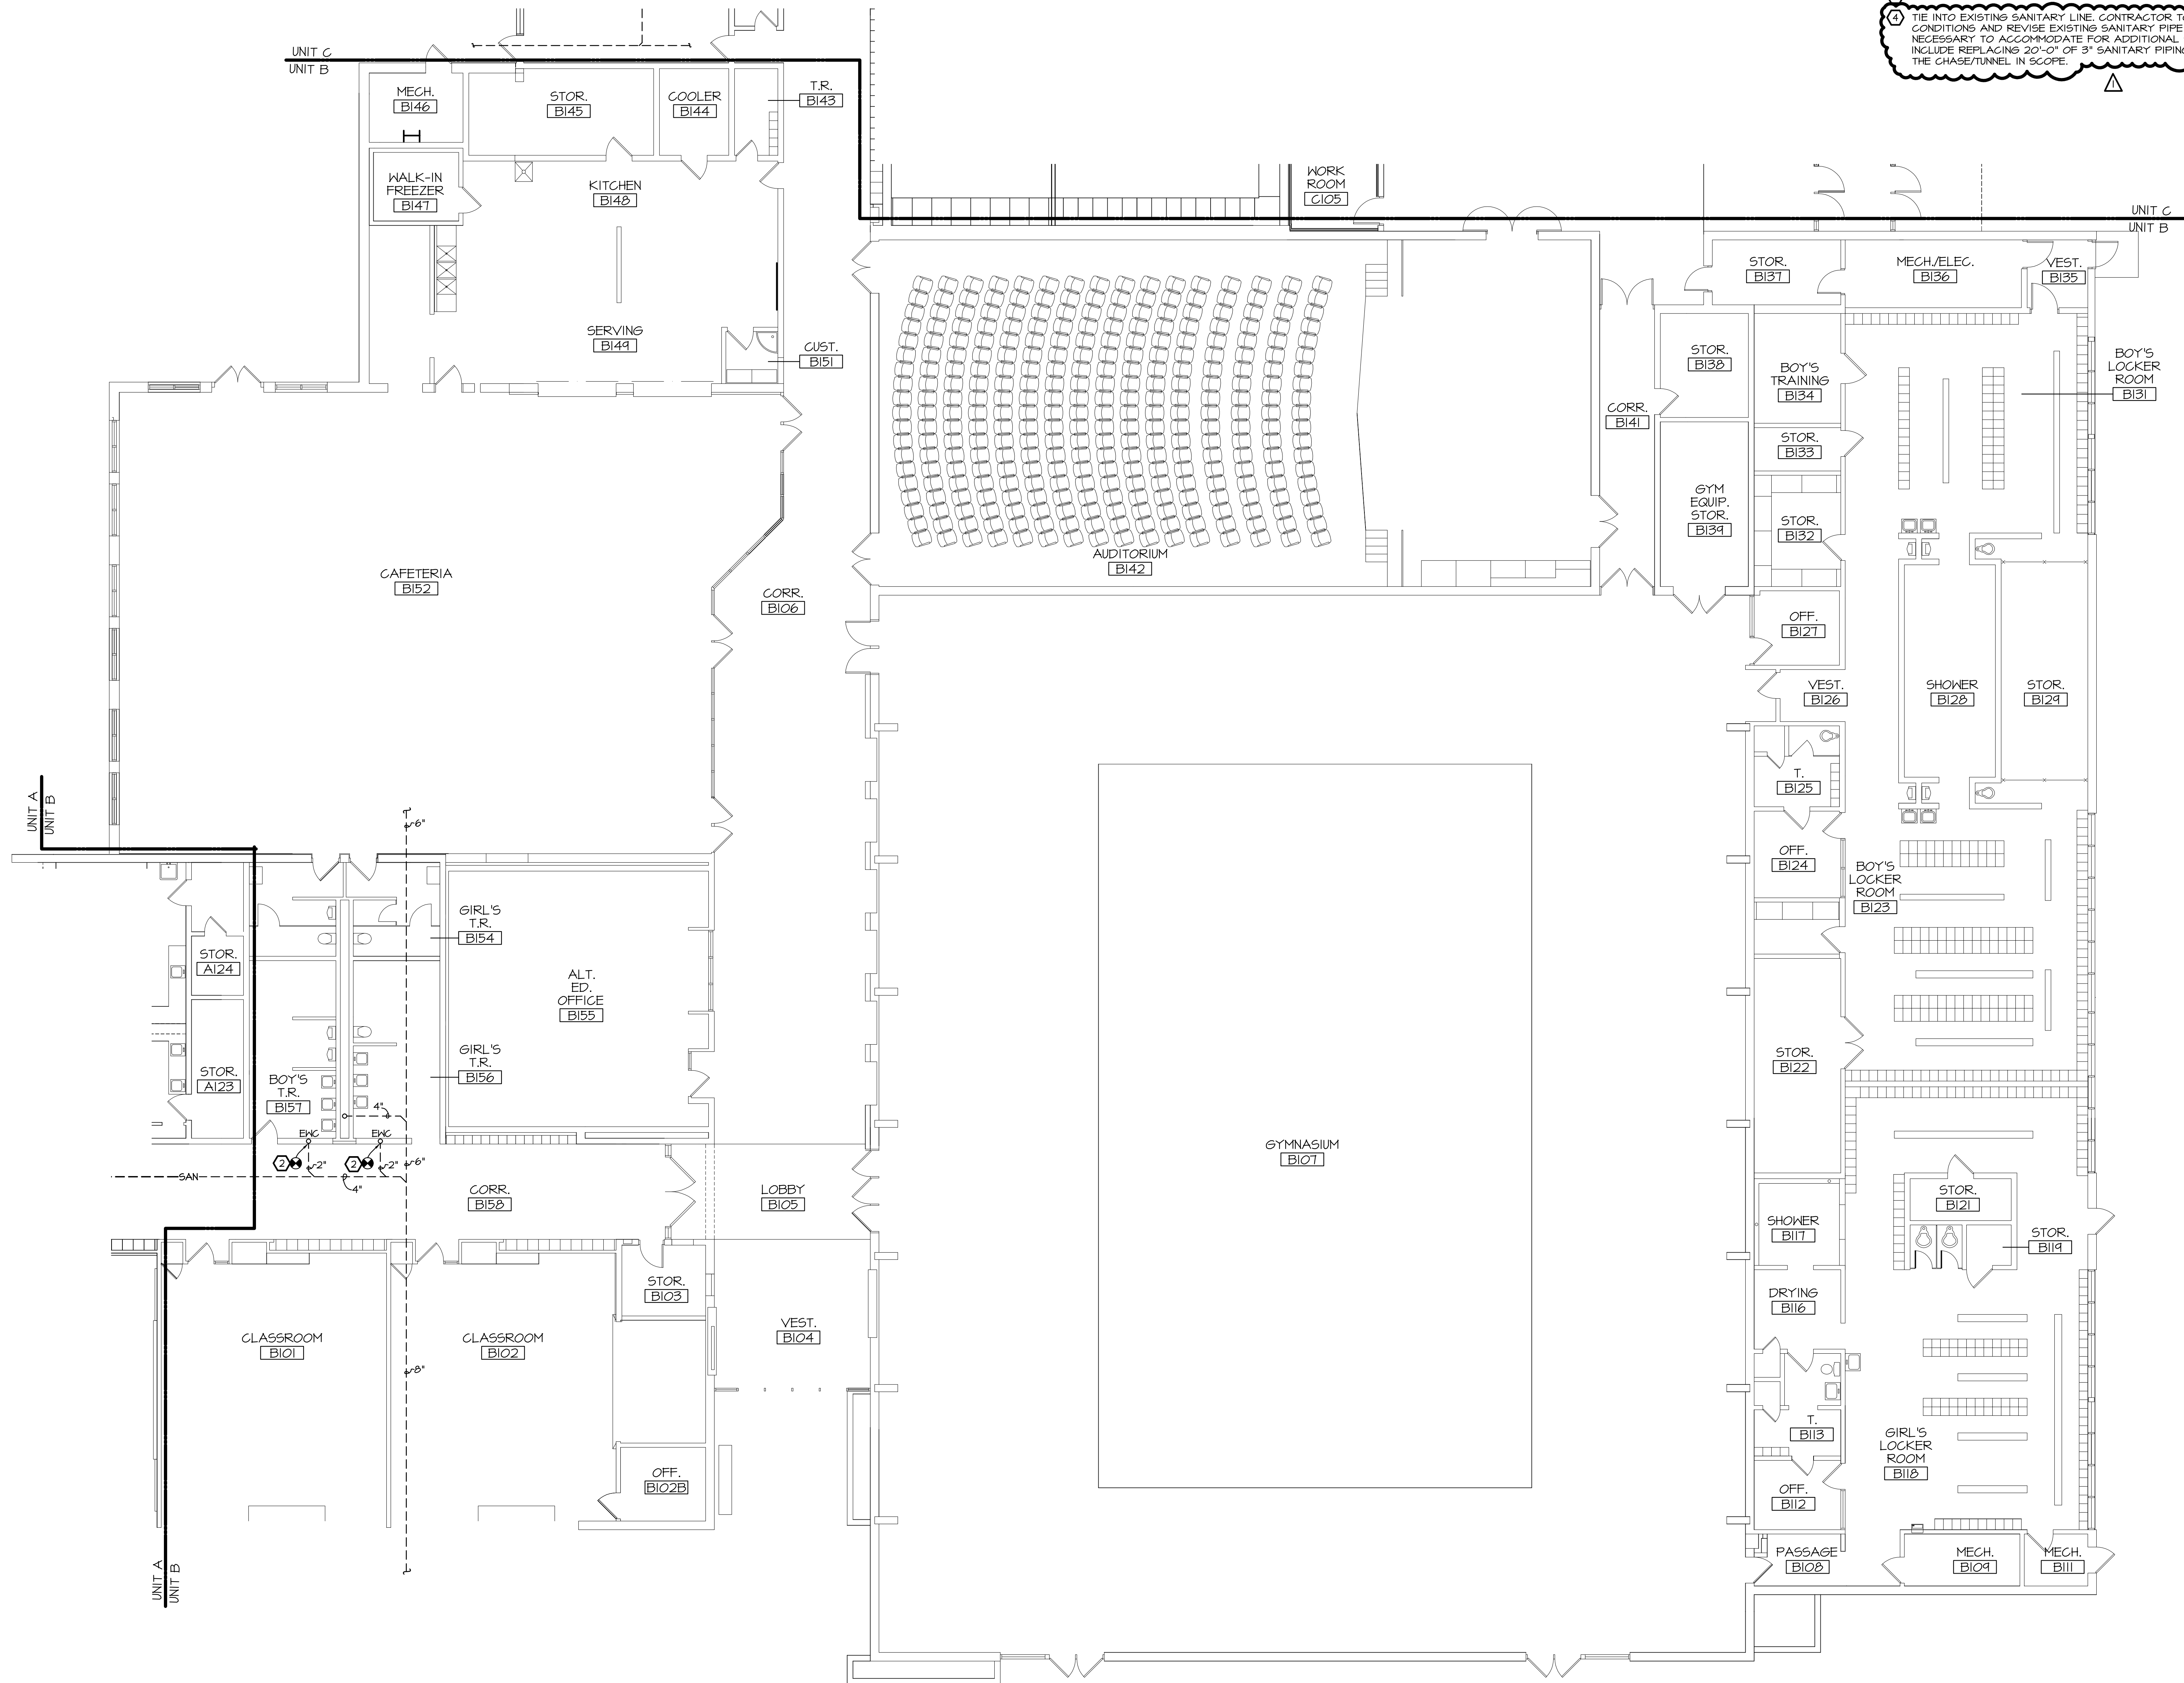 4
TIE INTO EXISTING SANITARY LINE. CONTRACTOR
CONDITIONS AND REVISE EXISTING SANITARY PIPE
NECESSARY TO ACCOMMODATE FOR ADDITIONAL
INCLUDE REPLACING 20'-0" OF 3" SANITARY PIPING
THE CHASE/TUNNEL IN SCOPE.
1
UNIT C
UNIT B
MECH.
B146
STOR.
B145
COOLER
B144
T.R.
B143
WALK-IN
FREEZER
B147
KITCHEN
B148
WORK
ROOM
C105
UNIT C
UNIT B
STOR.
B137
MECH./ELEC.
B136
VEST.
B135
SERVING
B149
CUST.
B151
STOR.
B138
BOY'S
TRAINING
B134
BOY'S
LOCKER
ROOM
B131
CORR.
B141
STOR.
B133
GYM
EQUIP.
STOR.
B139
STOR.
B132
AUDITORIUM
B142
CAFETERIA
B152
CORR.
B106
OFF.
B127
VEST.
B126
SHOWER
B128
STOR.
B129
UNIT A
UNIT B
6"
T.
B125
OFF.
B124
BOY'S
LOCKER
ROOM
B123
GIRL'S
T.R.
B154
STOR.
A124
ALT.
ED.
OFFICE
B155
STOR.
A123
BOY'S
T.R.
B157
GIRL'S
T.R.
B156
STOR.
B122
4"
EWC
EWC
2
2"
2
2"
6"
SAN
4"
GYMNASIUM
B107
CORR.
B158
LOBBY
B105
STOR.
B121
SHOWER
B117
STOR.
B119
STOR.
B103
DRYING
B116
CLASSROOM
B101
CLASSROOM
B102
VEST.
B104
8"
T.
B113
GIRL'S
LOCKER
ROOM
B118
OFF.
B102B
OFF.
B112
UNIT A
UNIT B
PASSAGE
B108
MECH.
B109
MECH.
B111